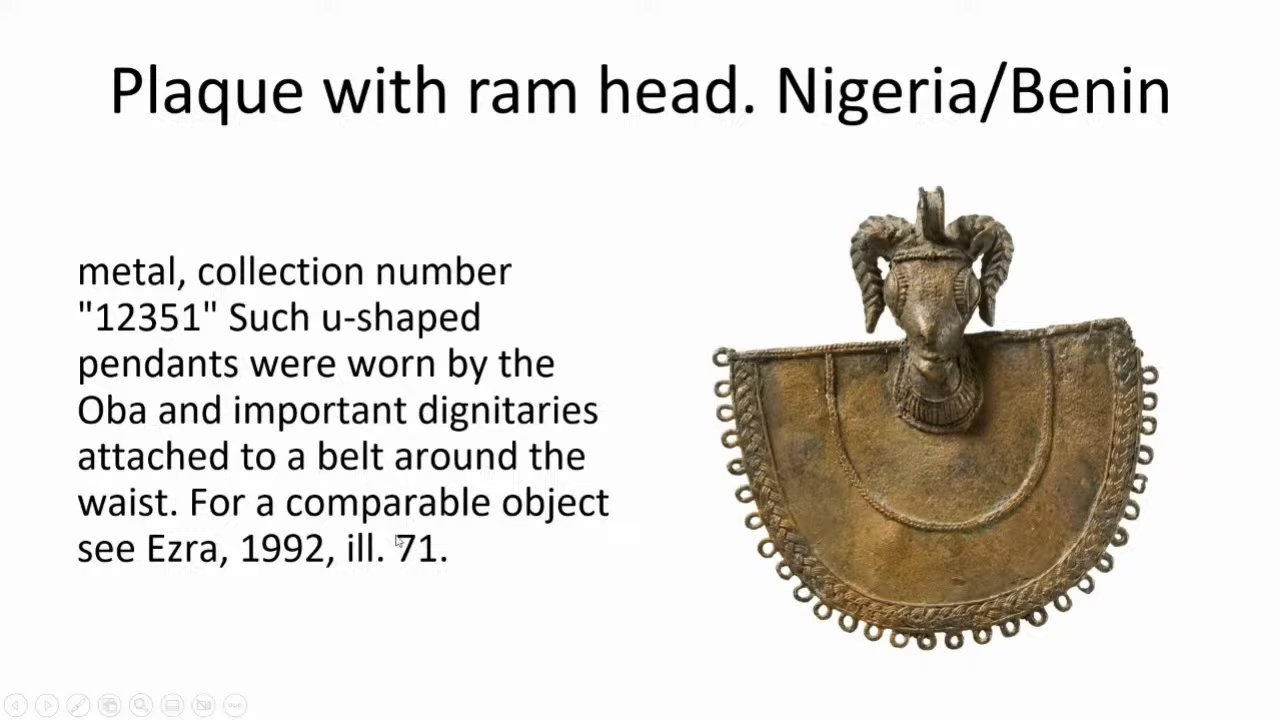 Plaque with ram head. Nigeria/Benin
metal, collection number
"12351" Such u-shaped
pendants were worn by the
Oba and important dignitaries
attached to a belt around the
waist. For a comparable object
see Ezra, 1992, ill. 71.